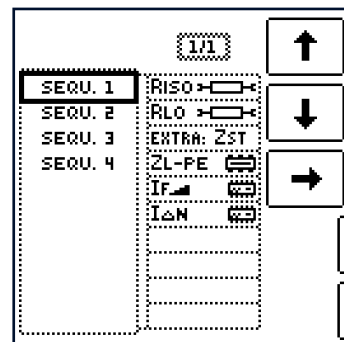 1/1
SEQU. 1
SEQU. 2
SEQU. 3
SEQU. 4
RISO
RLO
EXTRA: ZST
ZL-PE
IF
IΔN